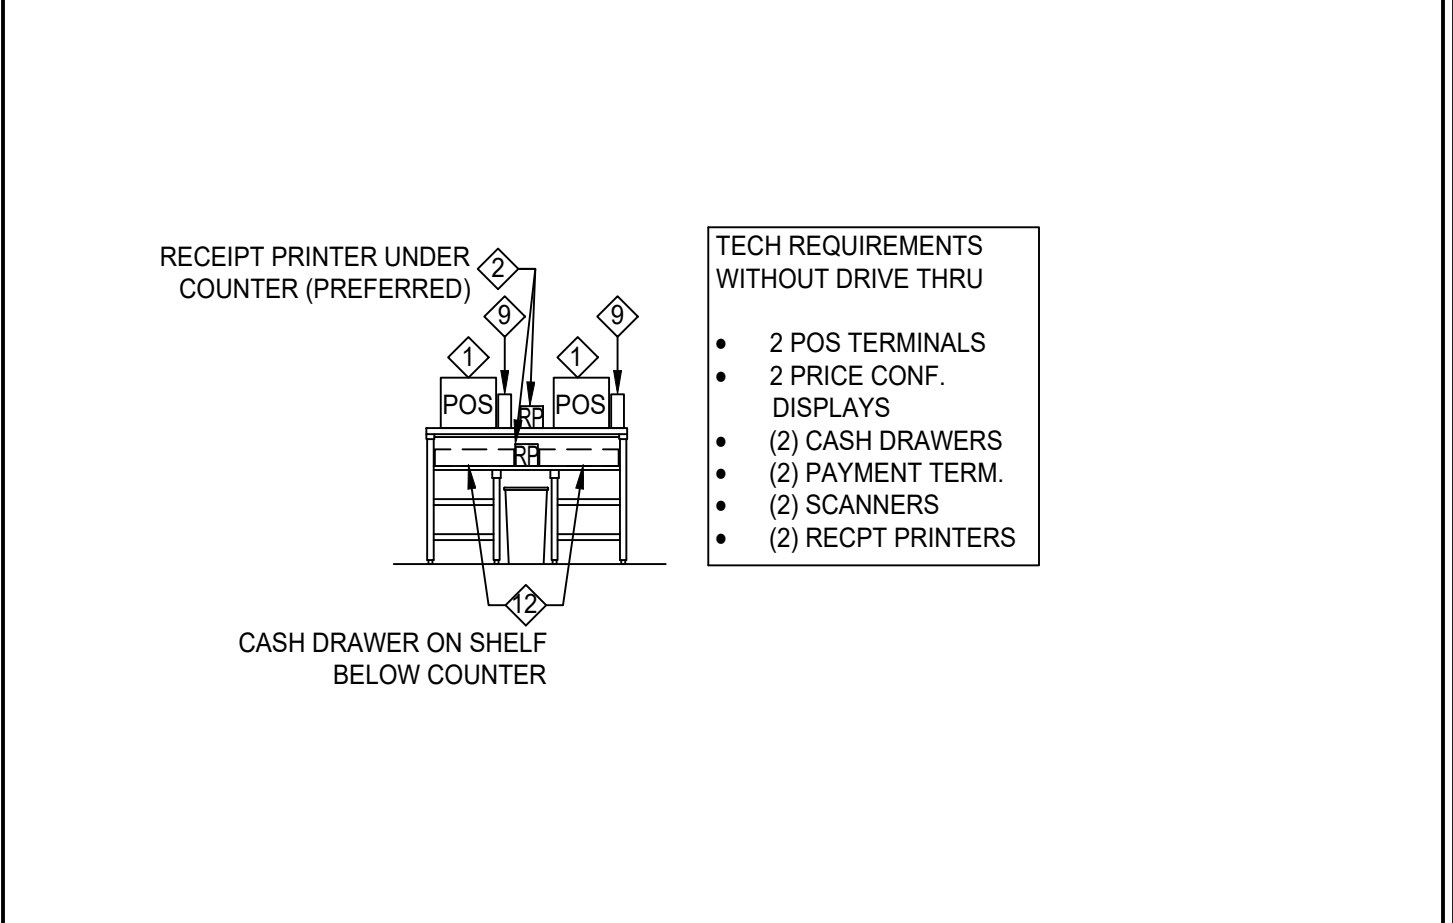 RECEIPT PRINTER UNDER
COUNTER (PREFERRED)
2
9
9
1
1
POS
RP
POS
RP
12
CASH DRAWER ON SHELF
BELOW COUNTER
TECH REQUIREMENTS
WITHOUT DRIVE THRU
• 2 POS TERMINALS
• 2 PRICE CONF.
DISPLAYS
• (2) CASH DRAWERS
• (2) PAYMENT TERM.
• (2) SCANNERS
• (2) RECPT PRINTERS